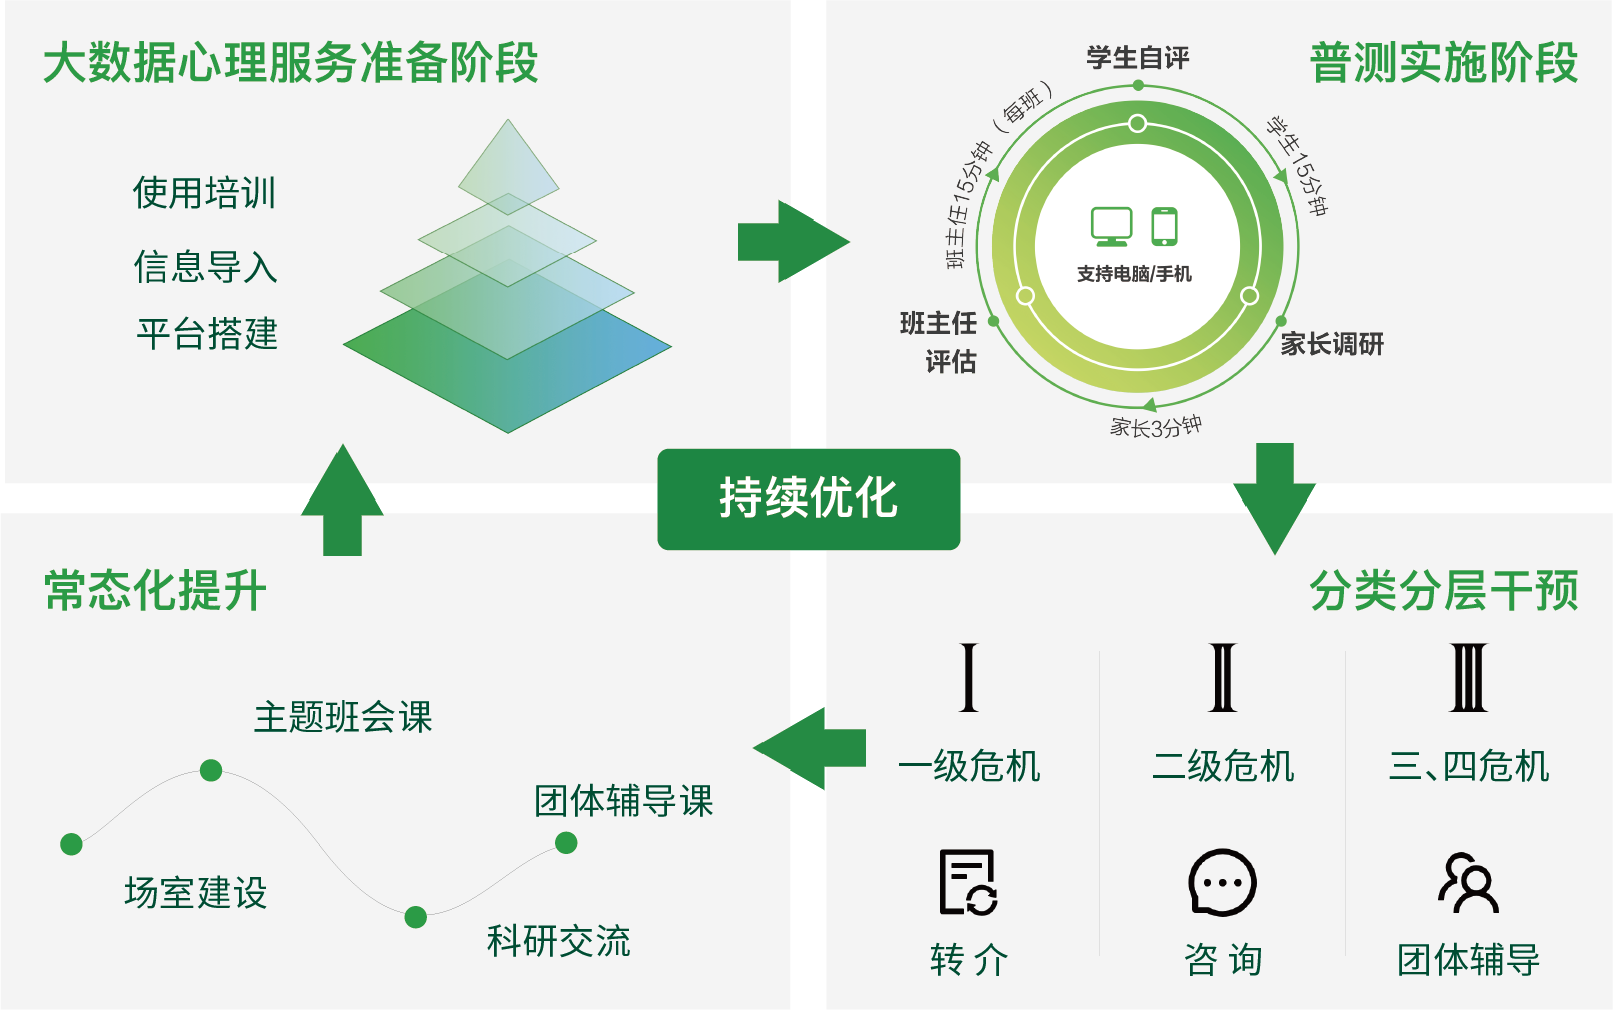 大数据心理服务准备阶段
使用培训
信息导入
平台搭建
普测实施阶段
学生自评
学生15分钟
家长调研
家长3分钟
班主任
评估
班主任15分钟（每班）
支持电脑/手机
持续优化
分类分层干预
一级危机
二级危机
三、四危机
转介
咨询
团体辅导
常态化提升
主题班会课
团体辅导课
场室建设
科研交流